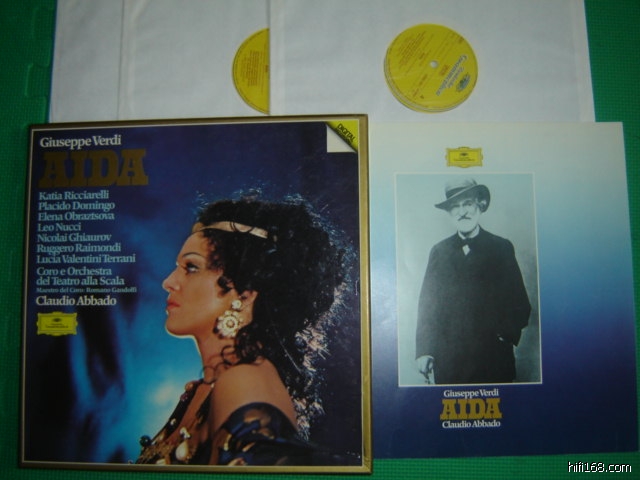 DIGITAL
Giuseppe Verdi
AIDA
Katia Ricciarelli
Placido Domingo
Elena Obraztsova
Leo Nucci
Nicolai Ghiaurov
Ruggero Raimondi
Lucia Valentini Terrani
Coro e Orchestra
del Teatro alla Scala
Maestro del Coro: Romano Gandolfi
Claudio Abbado
Giuseppe Verdi
AIDA
Claudio Abbado
hifi168.com